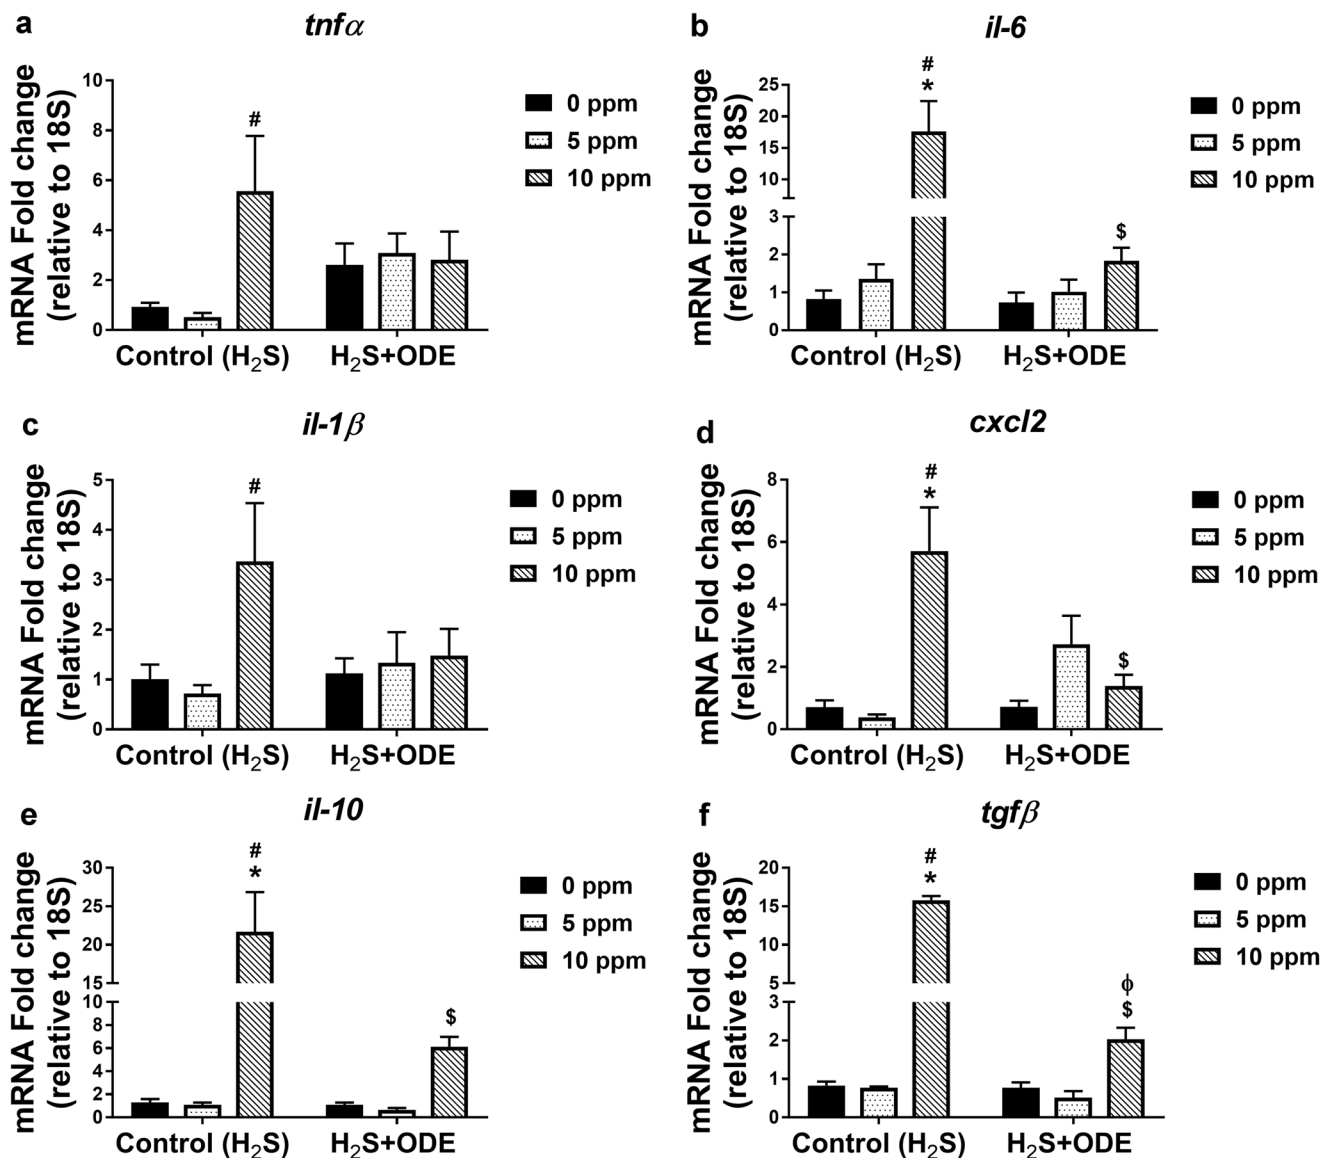 a
tnfα
mRNA Fold change
(relative to 18S)
10
8
6
4
2
0
#
Control (H₂S)
H₂S+ODE
0 ppm
5 ppm
10 ppm
b
il-6
mRNA Fold change
(relative to 18S)
25
20
15
10
3
2
1
0
#
*
$
Control (H₂S)
H₂S+ODE
0 ppm
5 ppm
10 ppm
c
il-1β
mRNA Fold change
(relative to 18S)
5
4
3
2
1
0
#
Control (H₂S)
H₂S+ODE
0 ppm
5 ppm
10 ppm
d
cxcl2
mRNA Fold change
(relative to 18S)
8
6
4
2
0
#
*
$
Control (H₂S)
H₂S+ODE
0 ppm
5 ppm
10 ppm
e
il-10
mRNA Fold change
(relative to 18S)
30
25
20
15
10
8
6
4
2
0
#
*
$
Control (H₂S)
H₂S+ODE
0 ppm
5 ppm
10 ppm
f
tgfβ
mRNA Fold change
(relative to 18S)
20
15
10
5
3
2
1
0
#
*
ϕ
$
Control (H₂S)
H₂S+ODE
0 ppm
5 ppm
10 ppm